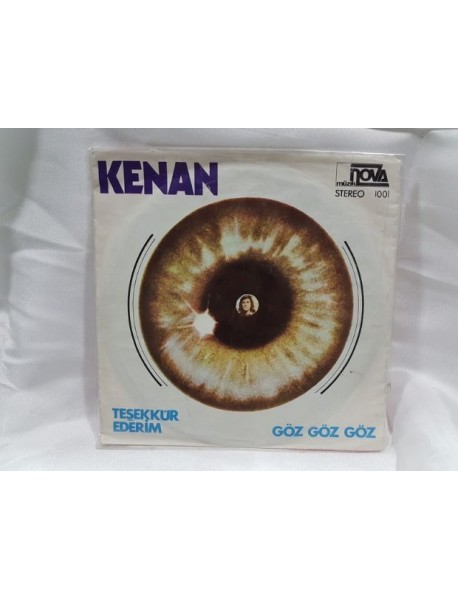 KENAN
nova
müzik
STEREO 1001
TEŞEKKÜR
EDERİM
GÖZ GÖZ GÖZ